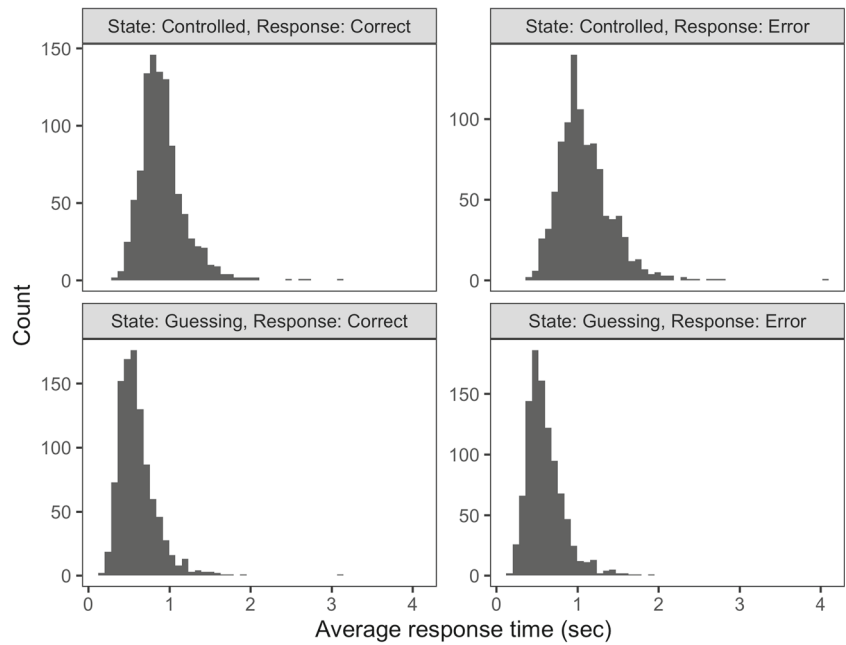 State: Controlled, Response: Correct
State: Controlled, Response: Error
150
100
50
0
100
50
0
Count
State: Guessing, Response: Correct
State: Guessing, Response: Error
150
100
50
0
150
100
50
0
0 1 2 3 4
0 1 2 3 4
Average response time (sec)